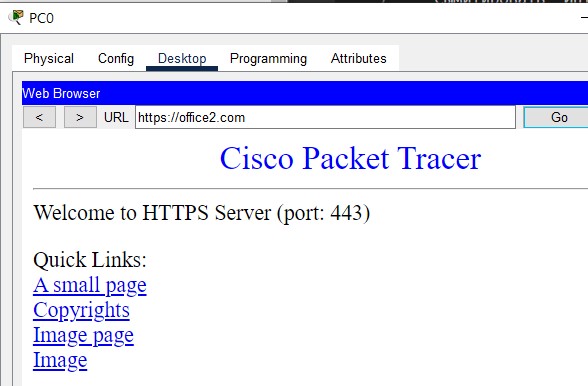 PC0
Physical Config Desktop Programming Attributes
Web Browser
< > URL https://office2.com Go
Cisco Packet Tracer
Welcome to HTTPS Server (port: 443)
Quick Links:
A small page
Copyrights
Image page
Image